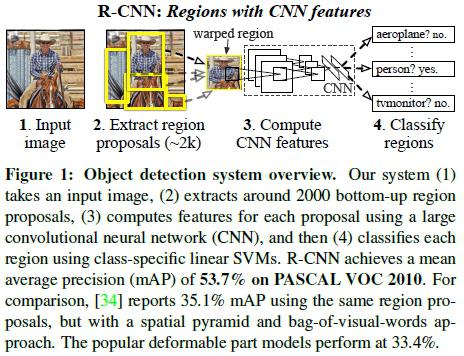 R-CNN: Regions with CNN features
warped region
aeroplane? no.
person? yes.
tvmonitor? no.
CNN
1. Input image
2. Extract region proposals (~2k)
3. Compute CNN features
4. Classify regions
Figure 1: Object detection system overview. Our system (1)
takes an input image, (2) extracts around 2000 bottom-up region
proposals, (3) computes features for each proposal using a large
convolutional neural network (CNN), and then (4) classifies each
region using class-specific linear SVMs. R-CNN achieves a mean
average precision (mAP) of 53.7% on PASCAL VOC 2010. For
comparison, [34] reports 35.1% mAP using the same region pro-
posals, but with a spatial pyramid and bag-of-visual-words ap-
proach. The popular deformable part models perform at 33.4%.